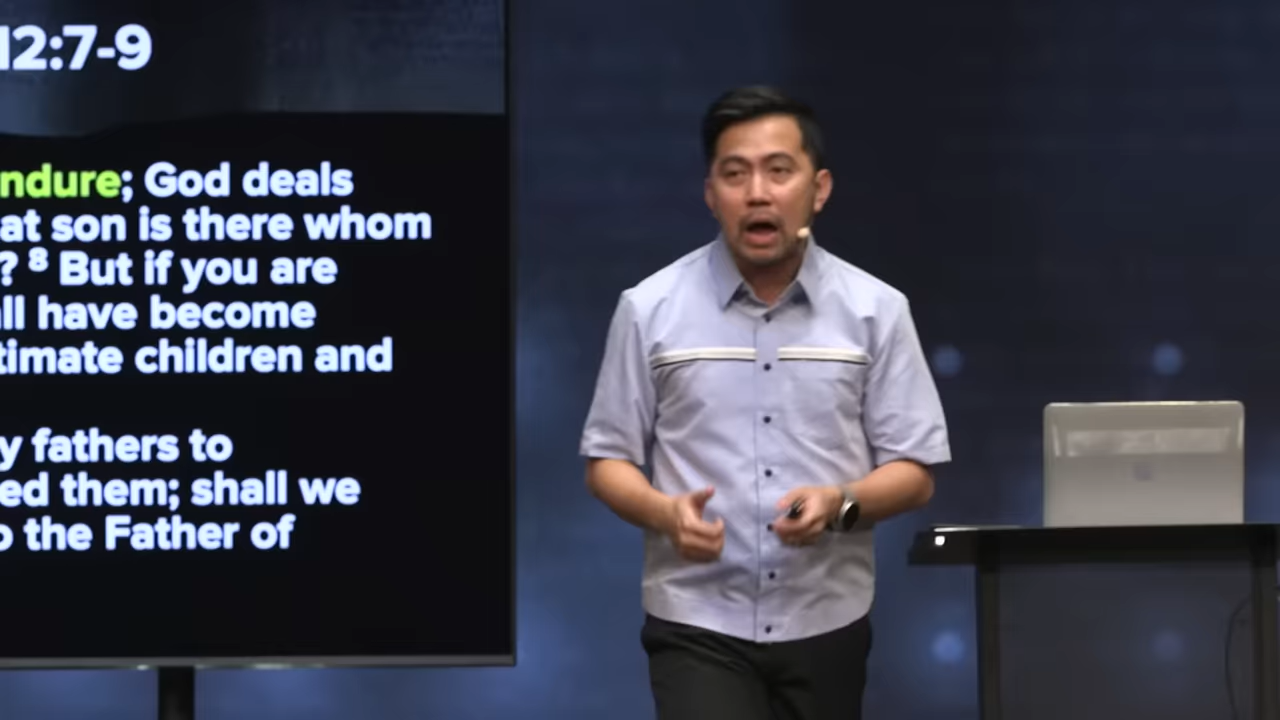 12:7-9
ndure; God deals
at son is there whom
? 8 But if you are
ll have become
timate children and
y fathers to
ed them; shall we
o the Father of